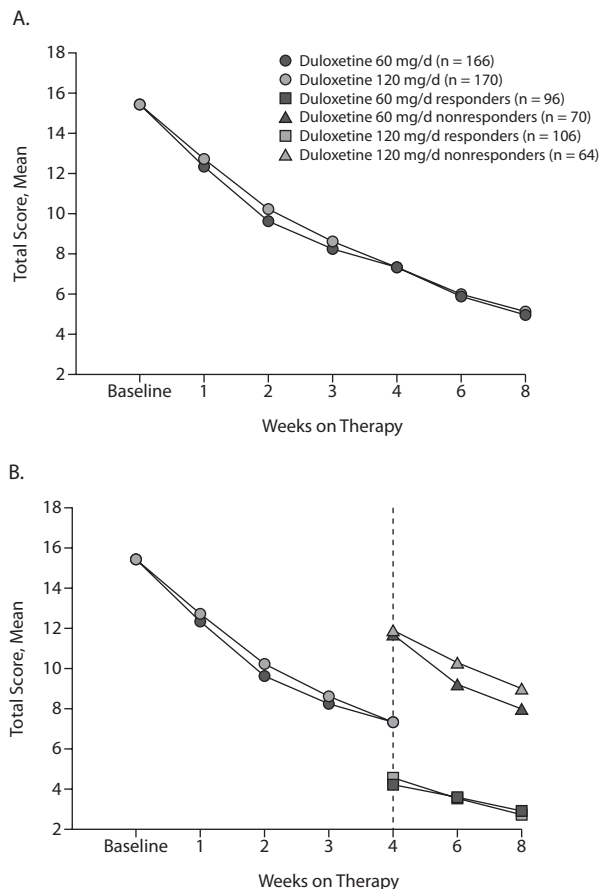 A.
Duloxetine 60 mg/d (n = 166)
Duloxetine 120 mg/d (n = 170)
Duloxetine 60 mg/d responders (n = 96)
Duloxetine 60 mg/d nonresponders (n = 70)
Duloxetine 120 mg/d responders (n = 106)
Duloxetine 120 mg/d nonresponders (n = 64)
18
16
14
12
10
8
6
4
2
Total Score, Mean
Baseline 1 2 3 4 6 8
Weeks on Therapy
B.
18
16
14
12
10
8
6
4
2
Total Score, Mean
Baseline 1 2 3 4 6 8
Weeks on Therapy